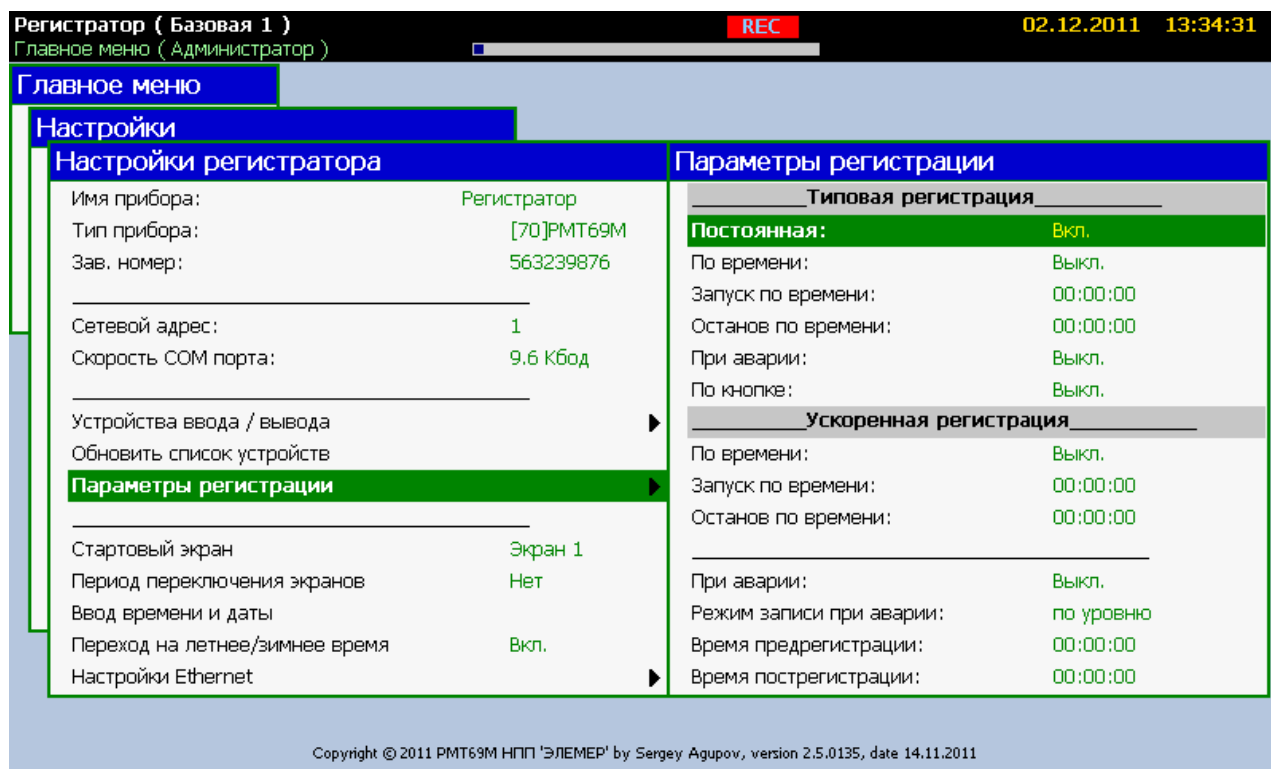 Регистратор ( Базовая 1 )
REC
02.12.2011 13:34:31
Главное меню ( Администратор )
Главное меню
Настройки
Настройки регистратора
Имя прибора: Регистратор
Тип прибора: [70]РМТ69М
Зав. номер: 563239876
Сетевой адрес: 1
Скорость COM порта: 9.6 Кбод
Устройства ввода / вывода
Обновить список устройств
Параметры регистрации
Стартовый экран Экран 1
Период переключения экранов Нет
Ввод времени и даты
Переход на летнее/зимнее время Вкл.
Настройки Ethernet
Параметры регистрации
Типовая регистрация
Постоянная: Вкл.
По времени: Выкл.
Запуск по времени: 00:00:00
Останов по времени: 00:00:00
При аварии: Выкл.
По кнопке: Выкл.
Ускоренная регистрация
По времени: Выкл.
Запуск по времени: 00:00:00
Останов по времени: 00:00:00
При аварии: Выкл.
Режим записи при аварии: по уровню
Время предрегистрации: 00:00:00
Время пострегистрации: 00:00:00
Copyright © 2011 РМТ69М НПП 'ЭЛЕМЕР' by Sergey Agupov, version 2.5.0135, date 14.11.2011